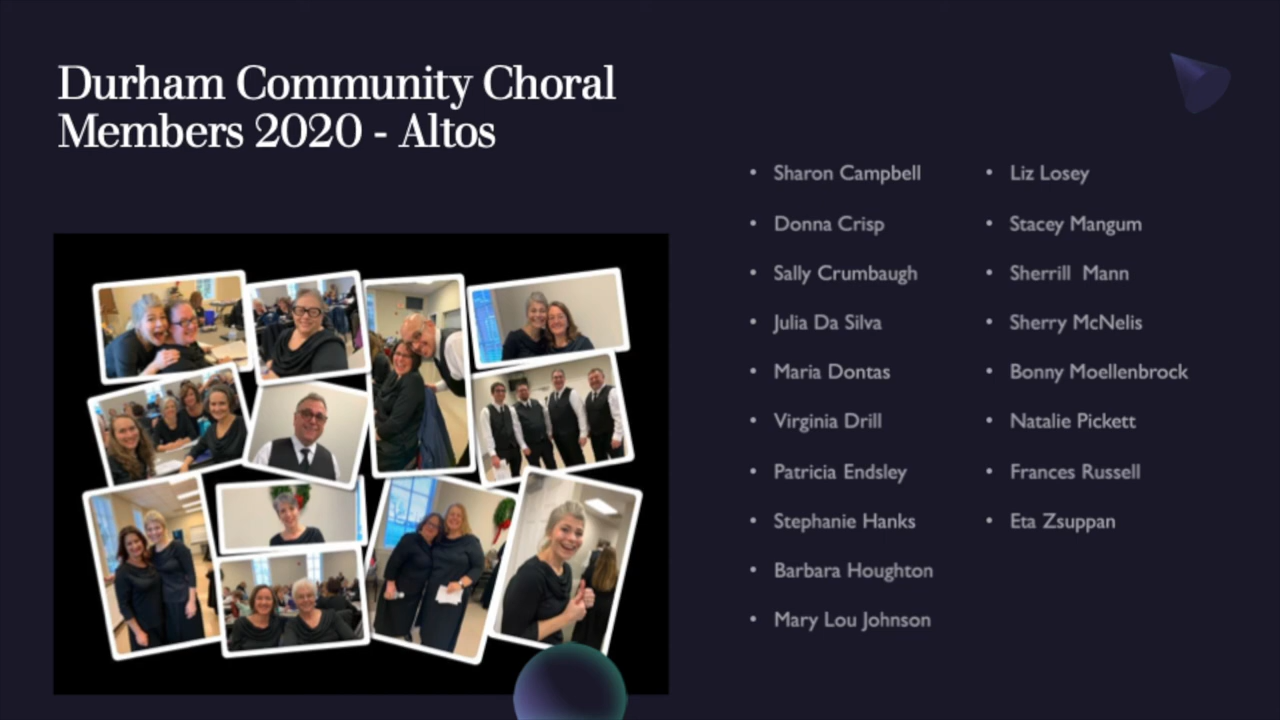 Durham Community Choral
Members 2020 - Altos
• Sharon Campbell
• Donna Crisp
• Sally Crumbaugh
• Julia Da Silva
• Maria Dontas
• Virginia Drill
• Patricia Endsley
• Stephanie Hanks
• Barbara Houghton
• Mary Lou Johnson
• Liz Losey
• Stacey Mangum
• Sherrill  Mann
• Sherry McNelis
• Bonny Moellenbrock
• Natalie Pickett
• Frances Russell
• Eta Zsuppan